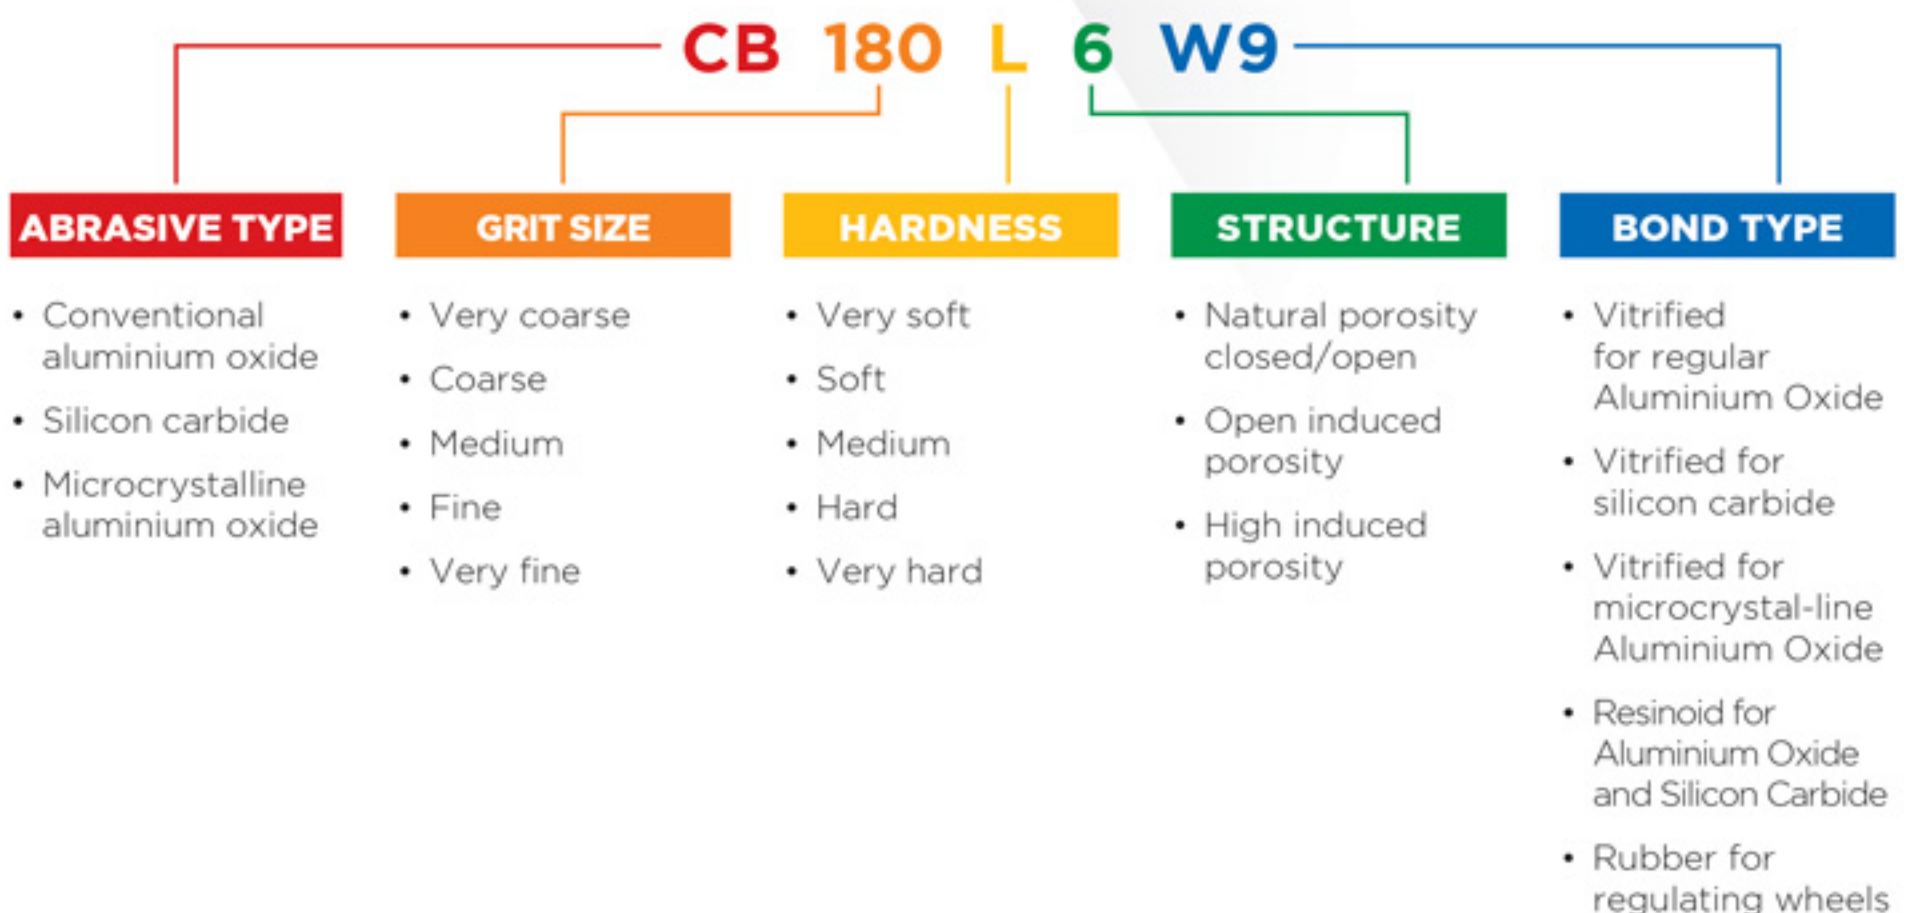 CB 180 L 6 W9
ABRASIVE TYPE
• Conventional
aluminium oxide
• Silicon carbide
• Microcrystalline
aluminium oxide
GRIT SIZE
• Very coarse
• Coarse
• Medium
• Fine
• Very fine
HARDNESS
• Very soft
• Soft
• Medium
• Hard
• Very hard
STRUCTURE
• Natural porosity
closed/open
• Open induced
porosity
• High induced
porosity
BOND TYPE
• Vitrified
for regular
Aluminium Oxide
• Vitrified for
silicon carbide
• Vitrified for
microcrystal-line
Aluminium Oxide
• Resinoid for
Aluminium Oxide
and Silicon Carbide
• Rubber for
regulating wheels